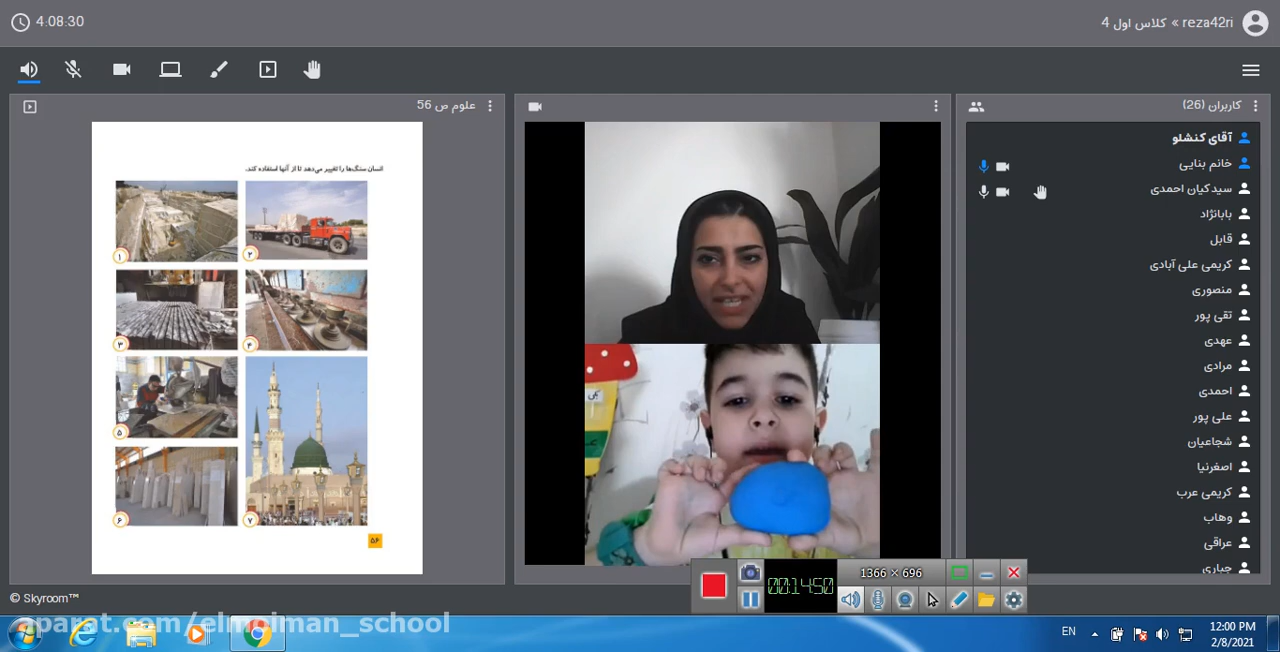 4:08:30
reza42ri » کلاس اول 4
علوم ص 56
کاربران (26)
انسان سنگ‌ها را تغییر می‌دهد تا از آنها استفاده کند.
۱
۲
۳
۴
۵
۶
۷
۵۶
آقای کنشلو
خانم بنایی
سیدکیان احمدی
بابانژاد
قابل
کریمی علی آبادی
منصوری
تقی پور
عهدی
مرادی
احمدی
علی پور
شجاعیان
اصغرنیا
کریمی عرب
وهاب
عراقی
جباری
1366 × 696
00:14:50
© Skyroom™
aparat.com/elmoiman_school
EN
12:00 PM
2/8/2021